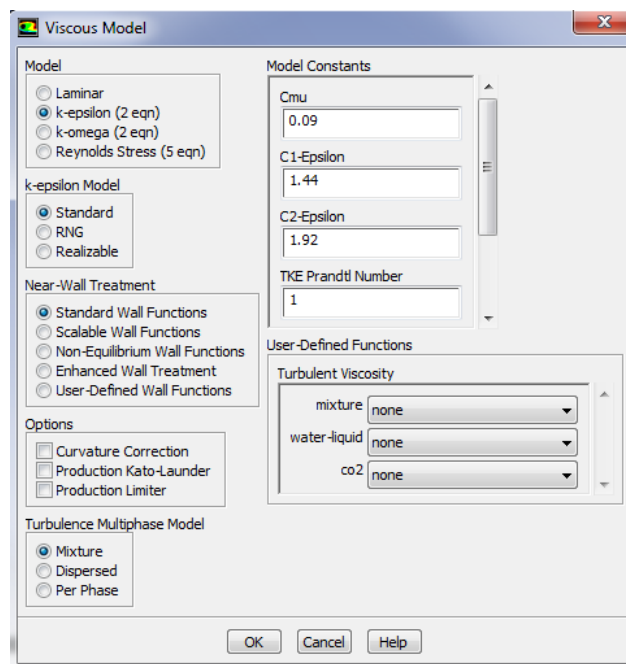 Viscous Model
X
Model
Laminar
k-epsilon (2 eqn)
k-omega (2 eqn)
Reynolds Stress (5 eqn)
k-epsilon Model
Standard
RNG
Realizable
Near-Wall Treatment
Standard Wall Functions
Scalable Wall Functions
Non-Equilibrium Wall Functions
Enhanced Wall Treatment
User-Defined Wall Functions
Options
Curvature Correction
Production Kato-Launder
Production Limiter
Turbulence Multiphase Model
Mixture
Dispersed
Per Phase
Model Constants
Cmu
0.09
C1-Epsilon
1.44
C2-Epsilon
1.92
TKE Prandtl Number
1
User-Defined Functions
Turbulent Viscosity
mixture none
water-liquid none
co2 none
OK Cancel Help